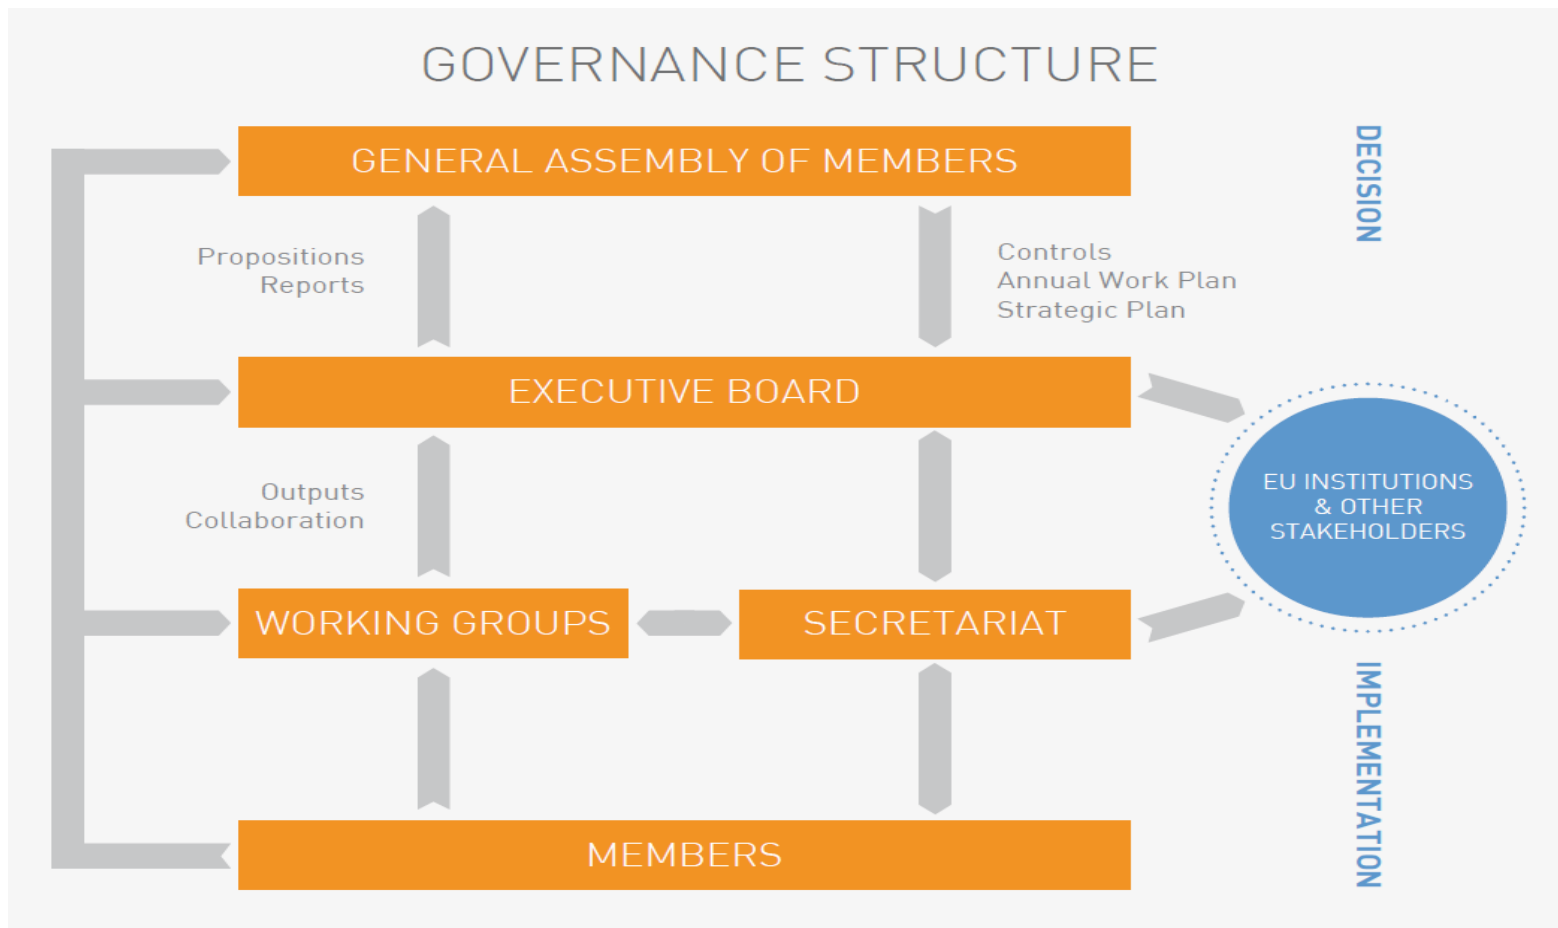 GOVERNANCE STRUCTURE
GENERAL ASSEMBLY OF MEMBERS
DECISION
Propositions
Reports
Controls
Annual Work Plan
Strategic Plan
EXECUTIVE BOARD
EU INSTITUTIONS
& OTHER
STAKEHOLDERS
Outputs
Collaboration
WORKING GROUPS
SECRETARIAT
IMPLEMENTATION
MEMBERS